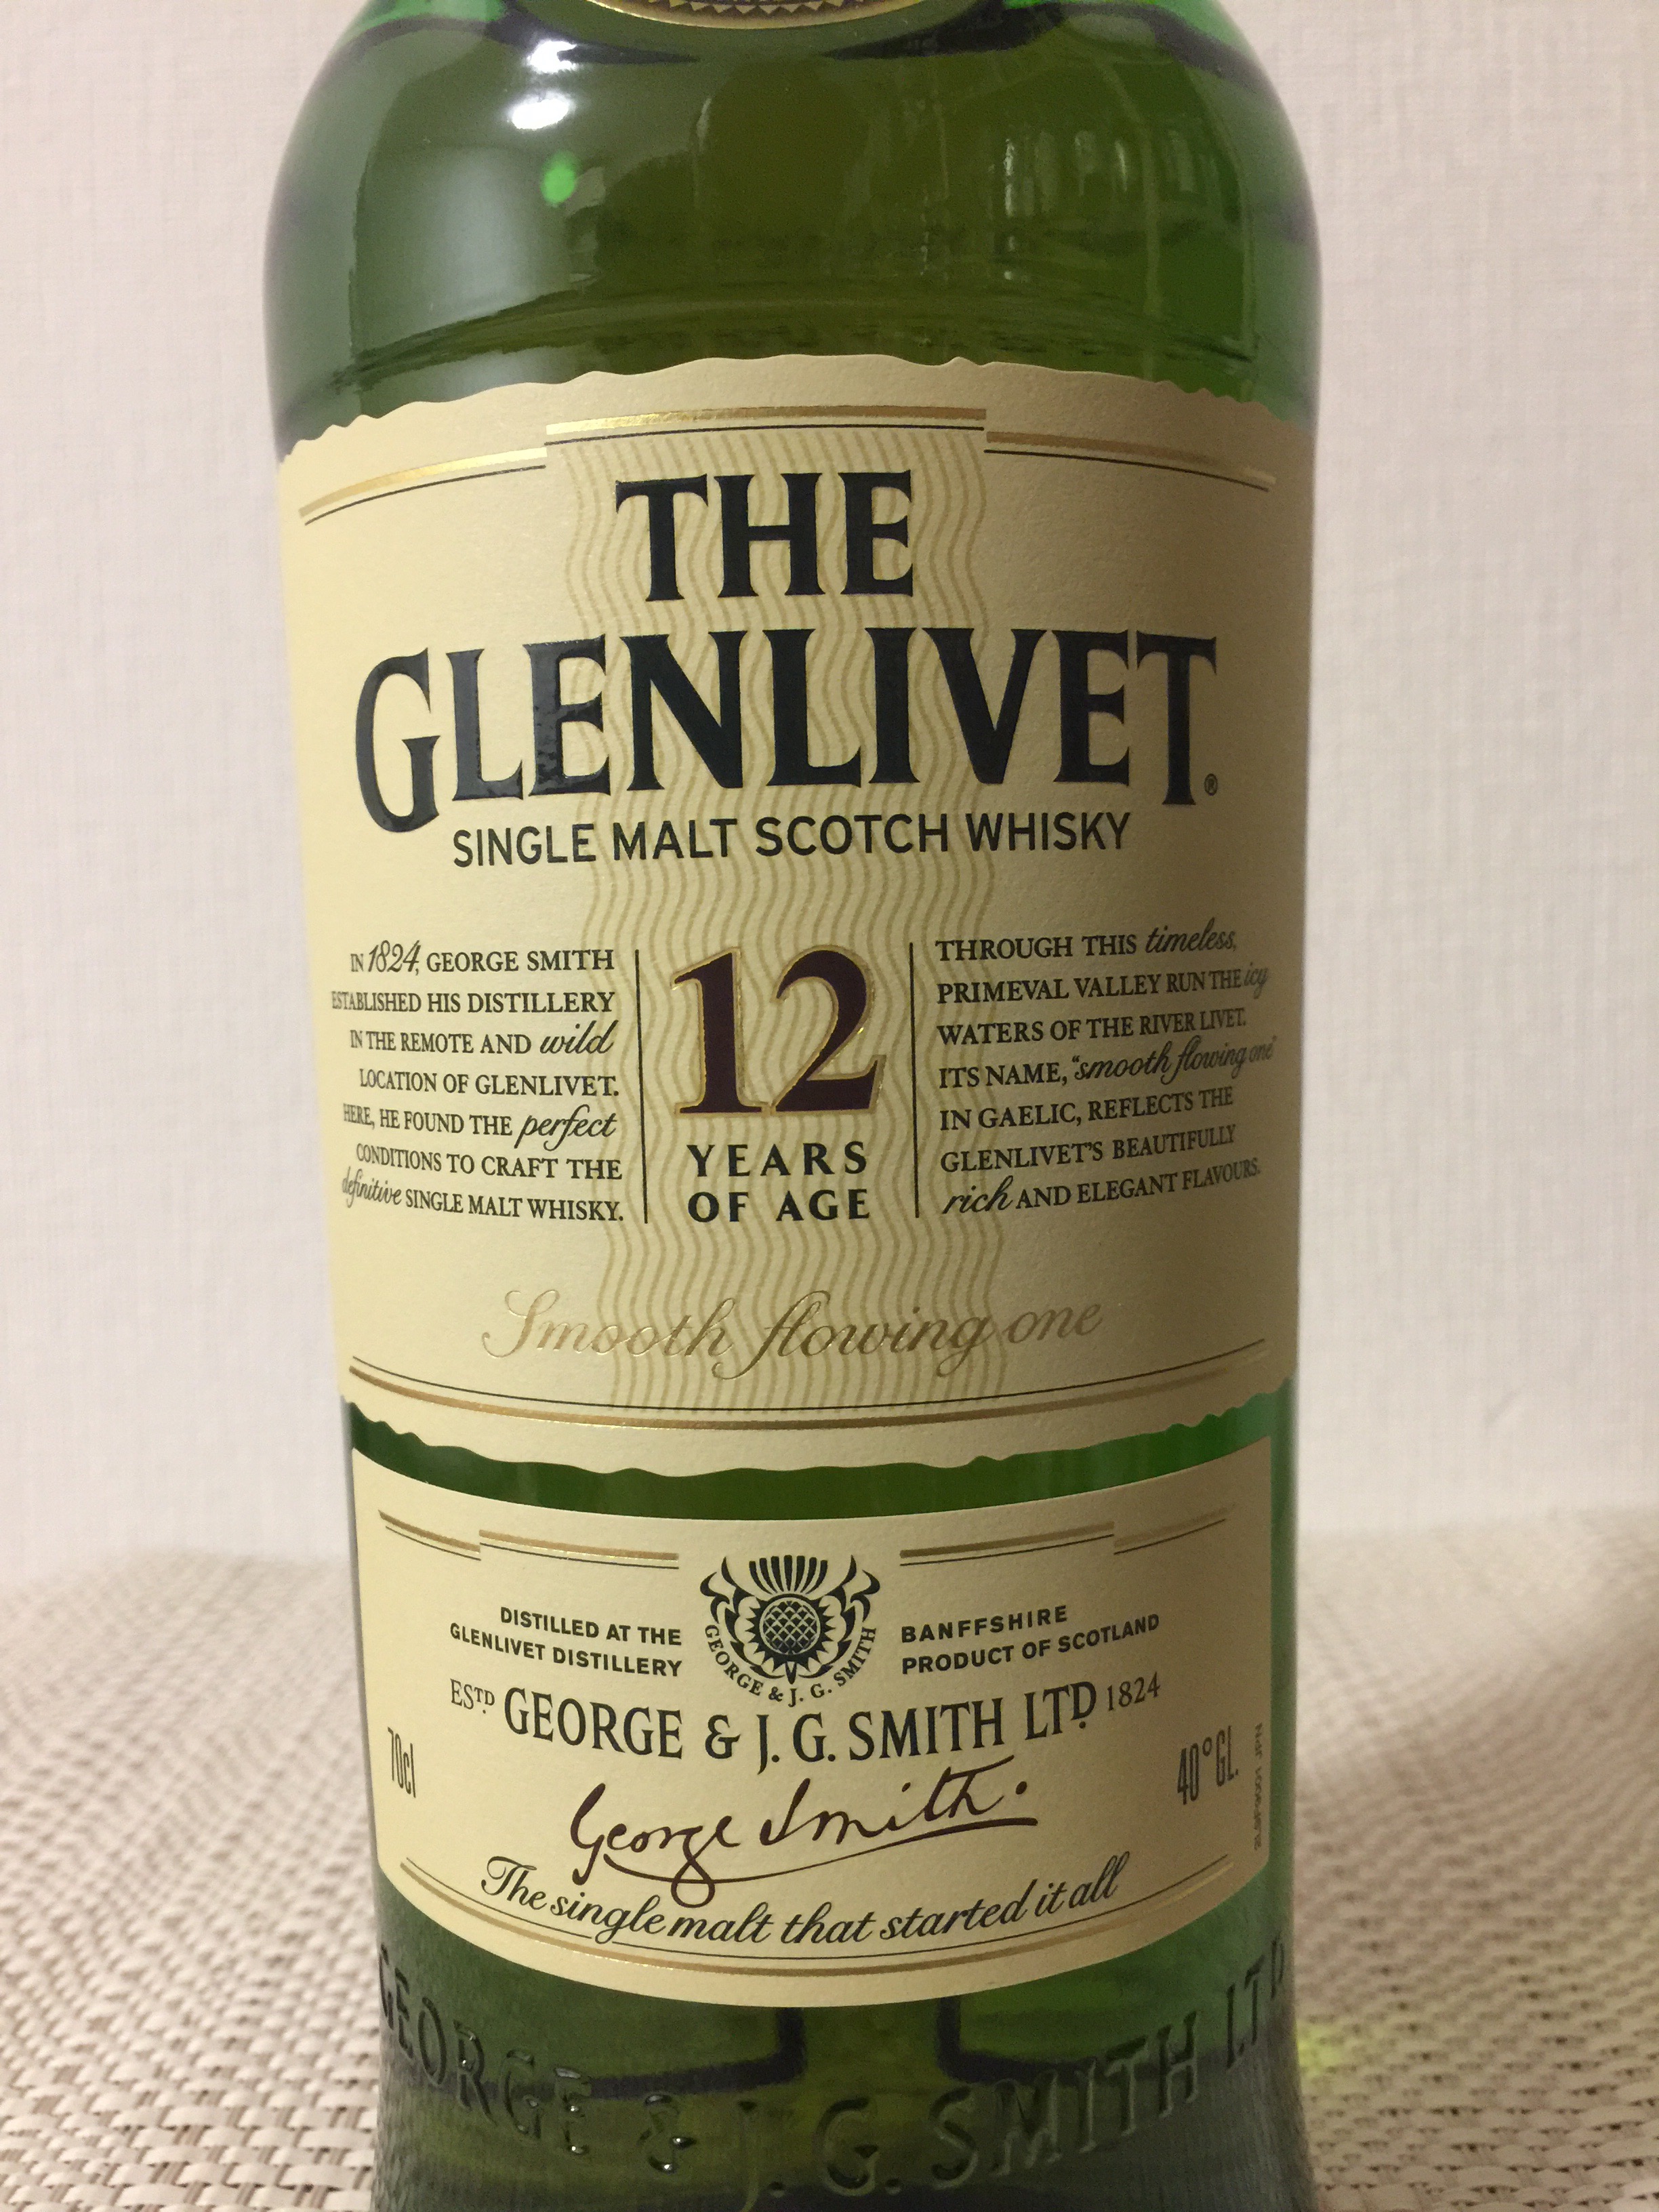 THE
GLENLIVET®
SINGLE MALT SCOTCH WHISKY
IN 1824, GEORGE SMITH
ESTABLISHED HIS DISTILLERY
IN THE REMOTE AND wild
LOCATION OF GLENLIVET.
HERE, HE FOUND THE perfect
CONDITIONS TO CRAFT THE
definitive SINGLE MALT WHISKY.
12
YEARS
OF AGE
THROUGH THIS timeless,
PRIMEVAL VALLEY RUN THE icy
WATERS OF THE RIVER LIVET.
ITS NAME, "smooth flowing one"
IN GAELIC, REFLECTS THE
GLENLIVET'S BEAUTIFULLY
rich AND ELEGANT FLAVOURS.
Smooth flowing one
DISTILLED AT THE
GLENLIVET DISTILLERY
GEORGE & J. G. SMITH
BANFFSHIRE
PRODUCT OF SCOTLAND
ESTD GEORGE & J. G. SMITH LTD 1824
70cl
40°GL.
George Smith.
The single malt that started it all
GEORGE & J. G. SMITH LTD